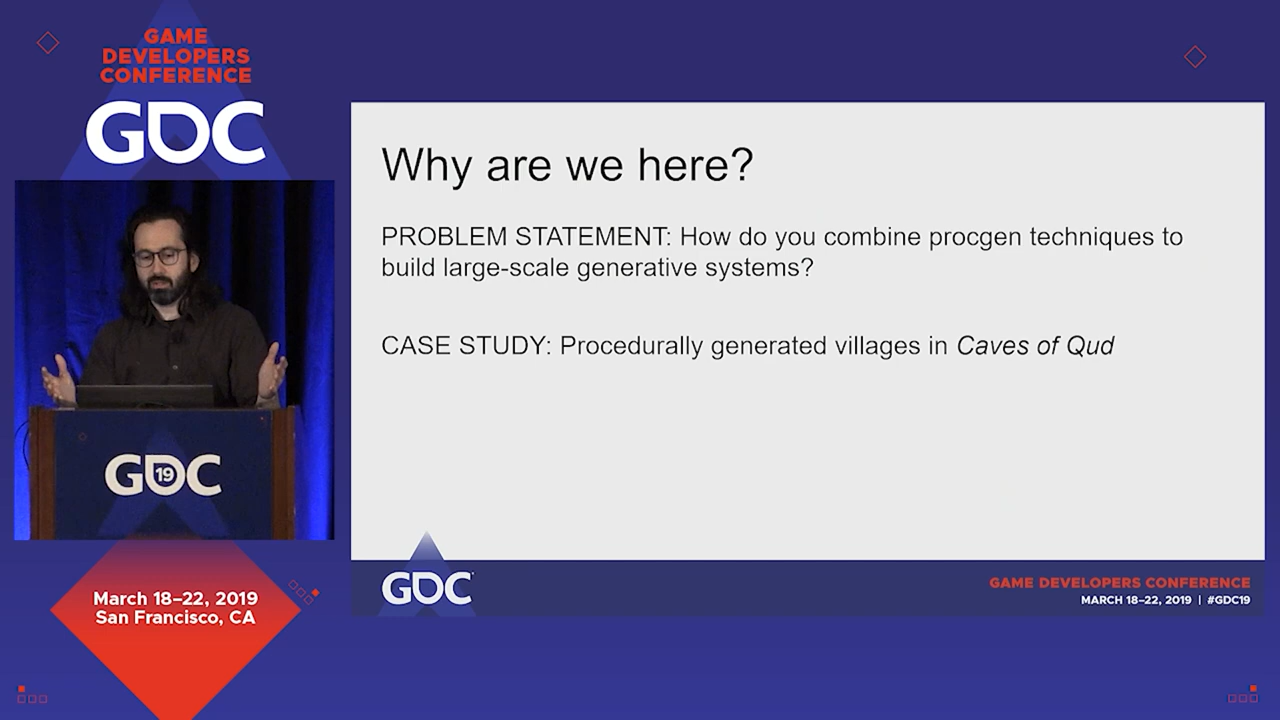 GAME
DEVELOPERS
CONFERENCE
GDC
Why are we here?
PROBLEM STATEMENT: How do you combine procgen techniques to
build large-scale generative systems?
CASE STUDY: Procedurally generated villages in Caves of Qud
GDC 19
March 18–22, 2019
San Francisco, CA
GDC
GAME DEVELOPERS CONFERENCE
MARCH 18–22, 2019 | #GDC19